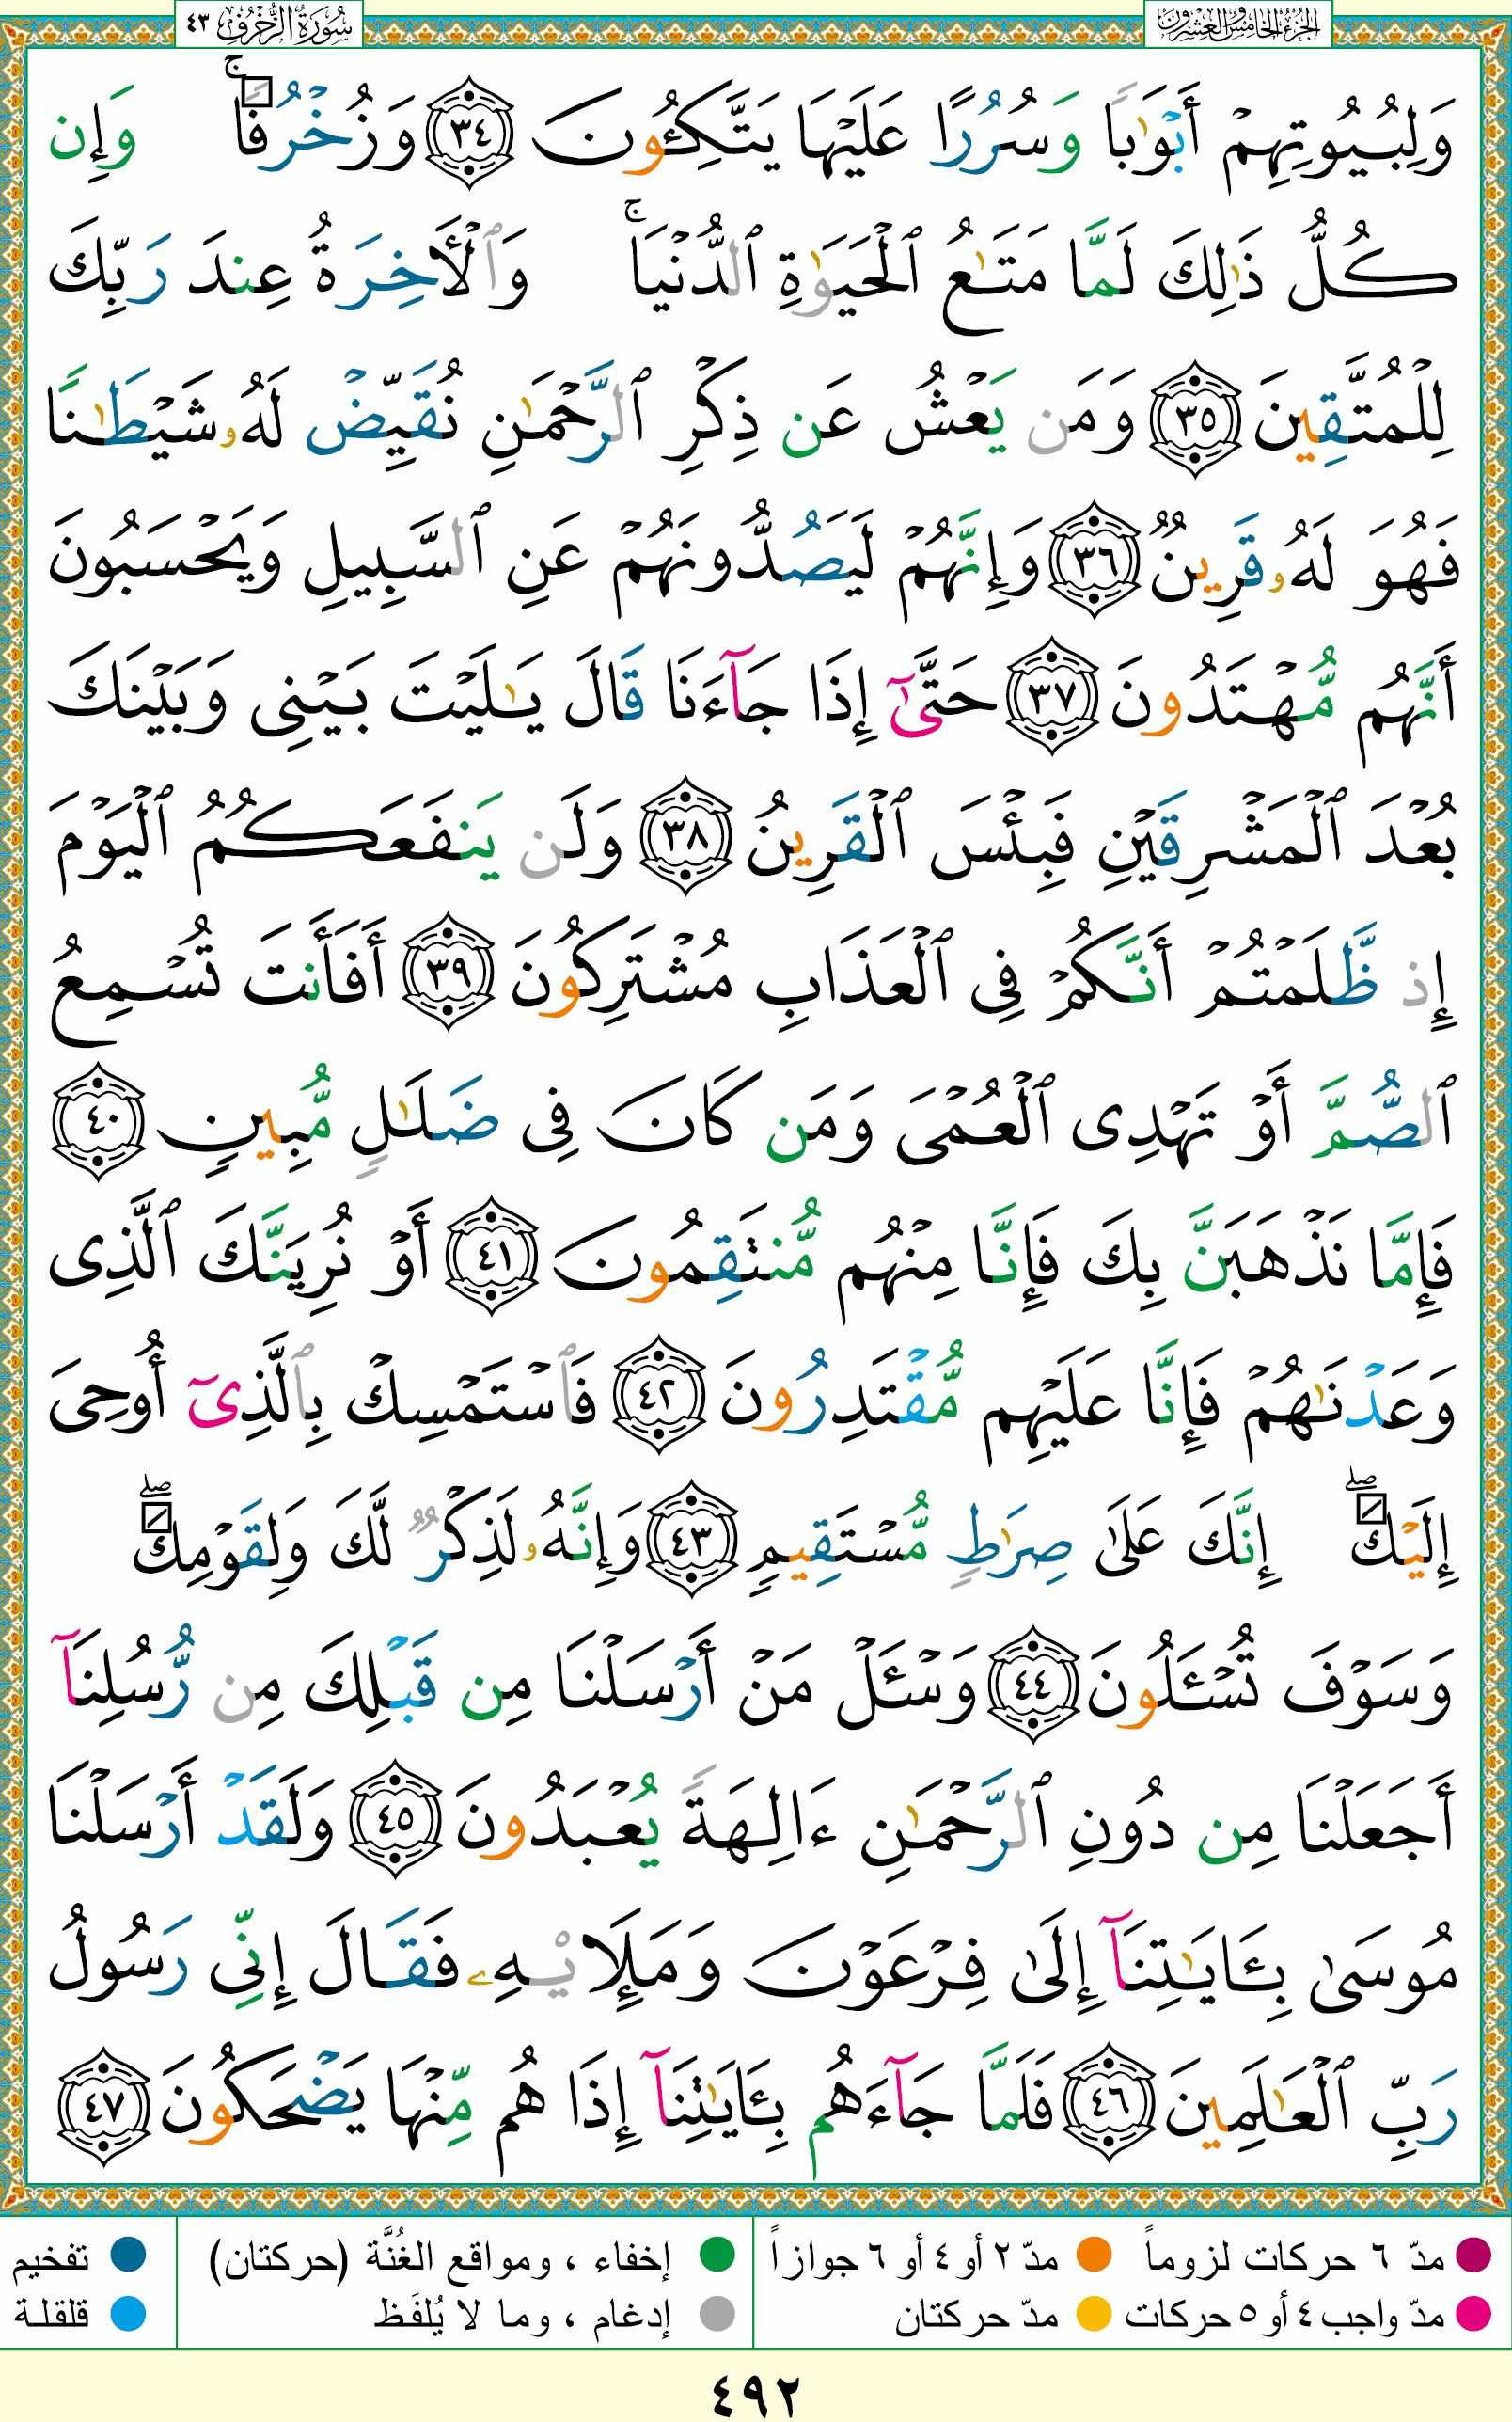 الجزء الخامس والعشرون
سورة الزخرف ٤٣
وَلِبُيُوتِهِمْ أَبْوَٰبًا وَسُرُرًا عَلَيْهَا يَتَّكِـُٔونَ ٣٤ وَزُخْرُفًا ۚ وَإِن
كُلُّ ذَٰلِكَ لَمَّا مَتَـٰعُ ٱلْحَيَوٰةِ ٱلدُّنْيَا ۚ وَٱلْـَٔاخِرَةُ عِندَ رَبِّكَ
لِلْمُتَّقِينَ ٣٥ وَمَن يَعْشُ عَن ذِكْرِ ٱلرَّحْمَـٰنِ نُقَيِّضْ لَهُۥ شَيْطَـٰنًا
فَهُوَ لَهُۥ قَرِينٌ ٣٦ وَإِنَّهُمْ لَيَصُدُّونَهُمْ عَنِ ٱلسَّبِيلِ وَيَحْسَبُونَ
أَنَّهُم مُّهْتَدُونَ ٣٧ حَتَّىٰٓ إِذَا جَآءَنَا قَالَ يَـٰلَيْتَ بَيْنِى وَبَيْنَكَ
بُعْدَ ٱلْمَشْرِقَيْنِ فَبِئْسَ ٱلْقَرِينُ ٣٨ وَلَن يَنفَعَكُمُ ٱلْيَوْمَ
إِذ ظَّلَمْتُمْ أَنَّكُمْ فِى ٱلْعَذَابِ مُشْتَرِكُونَ ٣٩ أَفَأَنتَ تُسْمِعُ
ٱلصُّمَّ أَوْ تَهْدِى ٱلْعُمْىَ وَمَن كَانَ فِى ضَلَـٰلٍ مُّبِينٍ ٤٠
فَإِمَّا نَذْهَبَنَّ بِكَ فَإِنَّا مِنْهُم مُّنتَقِمُونَ ٤١ أَوْ نُرِيَنَّكَ ٱلَّذِى
وَعَدْنَـٰهُمْ فَإِنَّا عَلَيْهِم مُّقْتَدِرُونَ ٤٢ فَٱسْتَمْسِكْ بِٱلَّذِىٓ أُوحِىَ
إِلَيْكَ ۖ إِنَّكَ عَلَىٰ صِرَٰطٍ مُّسْتَقِيمٍ ٤٣ وَإِنَّهُۥ لَذِكْرٌ لَّكَ وَلِقَوْمِكَ ۖ
وَسَوْفَ تُسْـَٔلُونَ ٤٤ وَسْـَٔلْ مَنْ أَرْسَلْنَا مِن قَبْلِكَ مِن رُّسُلِنَآ
أَجَعَلْنَا مِن دُونِ ٱلرَّحْمَـٰنِ ءَالِهَةً يُعْبَدُونَ ٤٥ وَلَقَدْ أَرْسَلْنَا
مُوسَىٰ بِـَٔايَـٰتِنَآ إِلَىٰ فِرْعَوْنَ وَمَلَإِيْهِۦ فَقَالَ إِنِّى رَسُولُ
رَبِّ ٱلْعَـٰلَمِينَ ٤٦ فَلَمَّا جَآءَهُم بِـَٔايَـٰتِنَآ إِذَا هُم مِّنْهَا يَضْحَكُونَ ٤٧
مدّ ٦ حركات لزوماً مدّ ٢ أو ٤ أو ٦ جوازاً إخفاء ، ومواقع الغُنَّة (حركتان) تفخيم
مدّ واجب ٤ أو ٥ حركات مدّ حركتان إدغام ، وما لا يُلفَظ قلقلة
٤٩٢